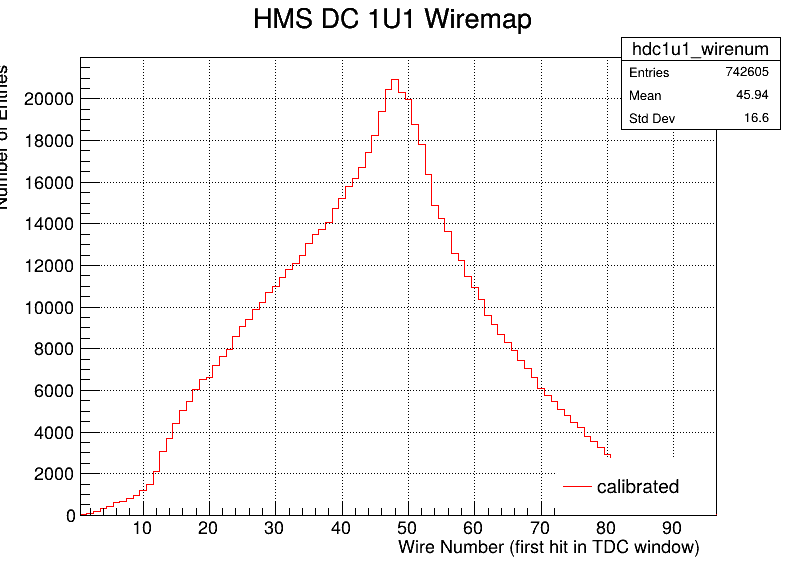 HMS DC 1U1 Wiremap
hdc1u1_wirenum
Entries 742605
Mean 45.94
Std Dev 16.6
Number of Entries
20000
18000
16000
14000
12000
10000
8000
6000
4000
2000
0
calibrated
10 20 30 40 50 60 70 80 90
Wire Number (first hit in TDC window)